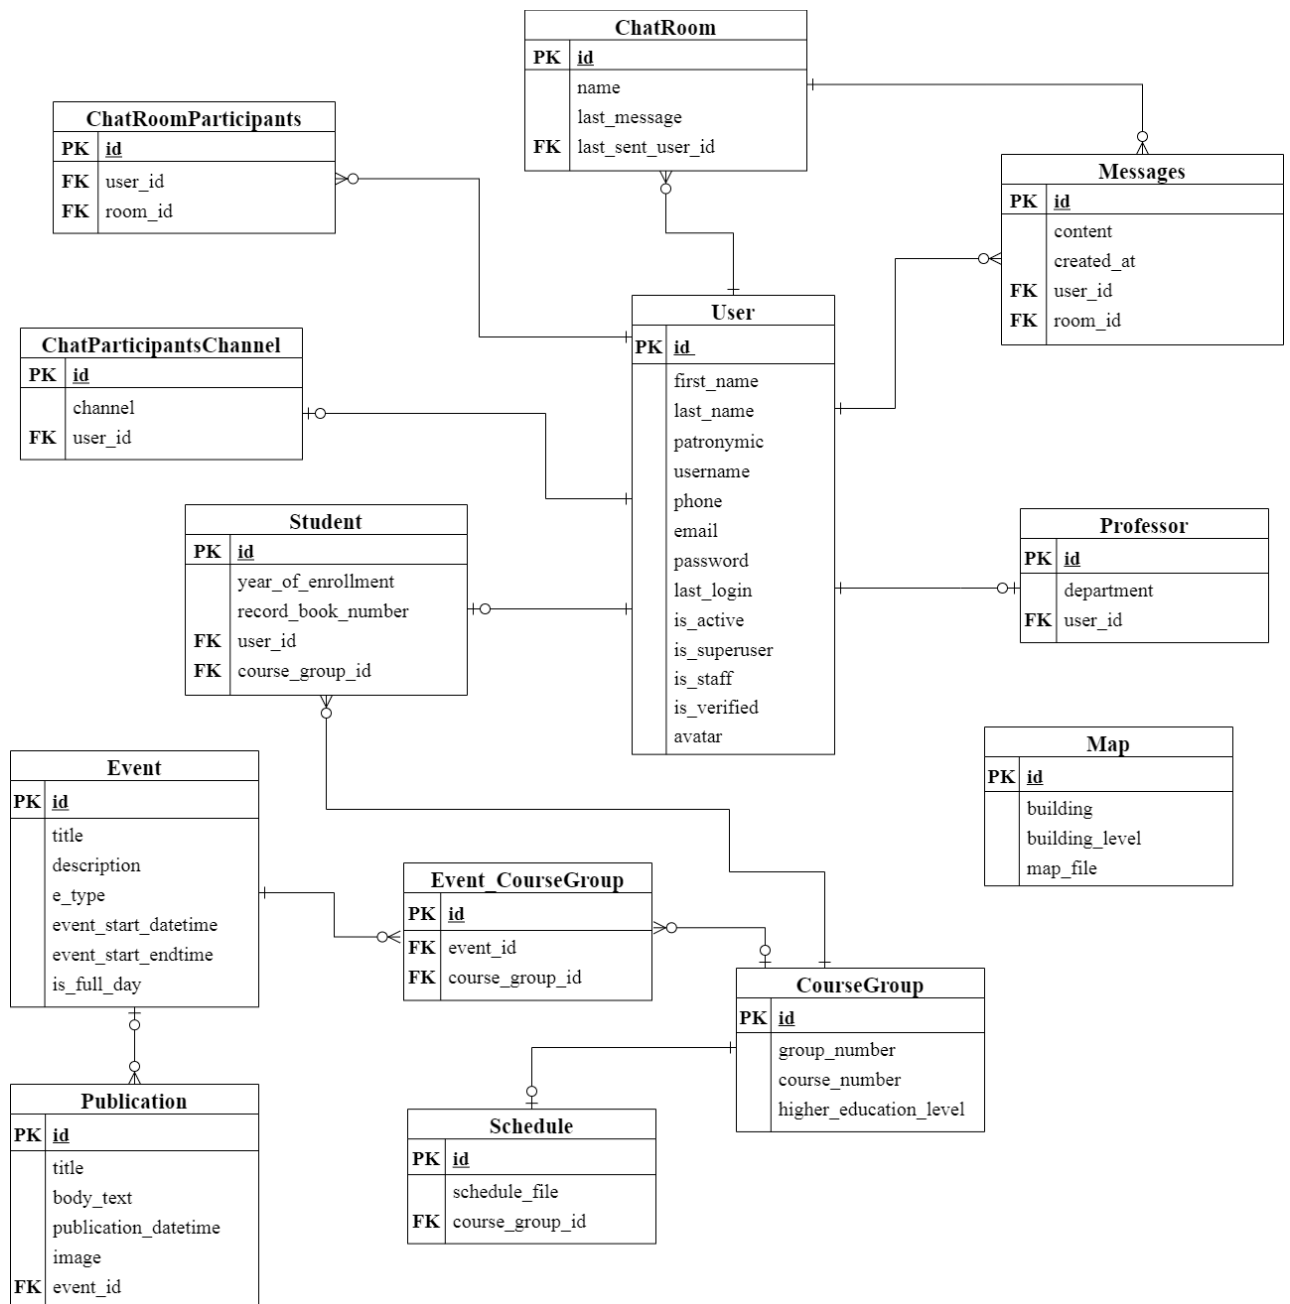 ChatRoom
PK id
name
last_message
FK last_sent_user_id
ChatRoomParticipants
PK id
FK user_id
FK room_id
Messages
PK id
content
created_at
FK user_id
FK room_id
User
PK id
first_name
last_name
patronymic
username
phone
email
password
last_login
is_active
is_superuser
is_staff
is_verified
avatar
ChatParticipantsChannel
PK id
channel
FK user_id
Student
PK id
year_of_enrollment
record_book_number
FK user_id
FK course_group_id
Professor
PK id
department
FK user_id
Map
PK id
building
building_level
map_file
Event
PK id
title
description
e_type
event_start_datetime
event_start_endtime
is_full_day
Event_CourseGroup
PK id
FK event_id
FK course_group_id
CourseGroup
PK id
group_number
course_number
higher_education_level
Publication
PK id
title
body_text
publication_datetime
image
FK event_id
Schedule
PK id
schedule_file
FK course_group_id